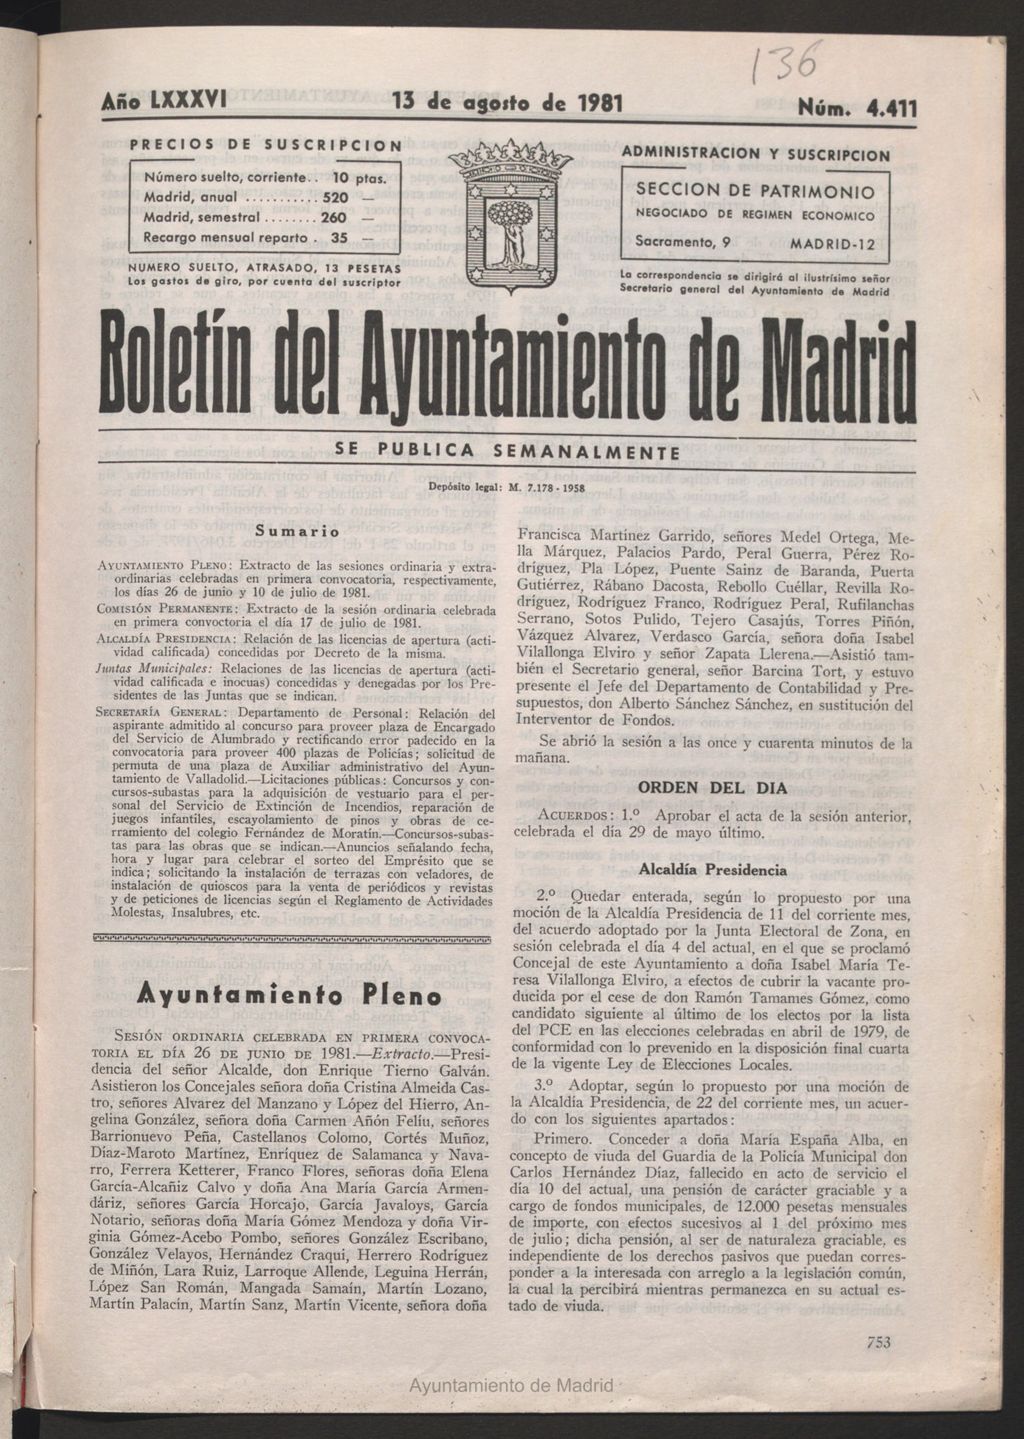 136
Año LXXXVI 13 de agosto de 1981 Núm. 4.411
PRECIOS DE SUSCRIPCION
Número suelto, corriente.. 10 ptas.
Madrid, anual ........... 520 —
Madrid, semestral ........ 260 —
Recargo mensual reparto . 35 —
NUMERO SUELTO, ATRASADO, 13 PESETAS
Los gastos de giro, por cuenta del suscriptor
ADMINISTRACION Y SUSCRIPCION
SECCION DE PATRIMONIO
NEGOCIADO DE REGIMEN ECONOMICO
Sacramento, 9 MADRID-12
La correspondencia se dirigirá al ilustrísimo señor
Secretario general del Ayuntamiento de Madrid
Boletín del Ayuntamiento de Madrid
SE PUBLICA SEMANALMENTE
Depósito legal: M. 7.178 - 1958
Sumario
AYUNTAMIENTO PLENO: Extracto de las sesiones ordinaria y extra-
ordinarias celebradas en primera convocatoria, respectivamente,
los días 26 de junio y 10 de julio de 1981.
COMISIÓN PERMANENTE: Extracto de la sesión ordinaria celebrada
en primera convoctoria el día 17 de julio de 1981.
ALCALDÍA PRESIDENCIA: Relación de las licencias de apertura (acti-
vidad calificada) concedidas por Decreto de la misma.
Juntas Municipales: Relaciones de las licencias de apertura (acti-
vidad calificada e inocuas) concedidas y denegadas por los Pre-
sidentes de las Juntas que se indican.
SECRETARÍA GENERAL: Departamento de Personal: Relación del
aspirante admitido al concurso para proveer plaza de Encargado
del Servicio de Alumbrado y rectificando error padecido en la
convocatoria para proveer 400 plazas de Policías; solicitud de
permuta de una plaza de Auxiliar administrativo del Ayun-
tamiento de Valladolid.—Licitaciones públicas: Concursos y con-
cursos-subastas para la adquisición de vestuario para el per-
sonal del Servicio de Extinción de Incendios, reparación de
juegos infantiles, escayolamiento de pinos y obras de ce-
rramiento del colegio Fernández de Moratín.—Concursos-subas-
tas para las obras que se indican.—Anuncios señalando fecha,
hora y lugar para celebrar el sorteo del Empréstito que se
indica; solicitando la instalación de terrazas con veladores, de
instalación de quioscos para la venta de periódicos y revistas
y de peticiones de licencias según el Reglamento de Actividades
Molestas, Insalubres, etc.
Ayuntamiento Pleno
SESIÓN ORDINARIA CELEBRADA EN PRIMERA CONVOCA-
TORIA EL DÍA 26 DE JUNIO DE 1981.—Extracto.—Presi-
dencia del señor Alcalde, don Enrique Tierno Galván.
Asistieron los Concejales señora doña Cristina Almeida Cas-
tro, señores Alvarez del Manzano y López del Hierro, An-
gelina González, señora doña Carmen Añón Feliu, señores
Barrionuevo Peña, Castellanos Colomo, Cortés Muñoz,
Díaz-Maroto Martínez, Enríquez de Salamanca y Nava-
rro, Ferrera Ketterer, Franco Flores, señoras doña Elena
García-Alcañiz Calvo y doña Ana María García Armen-
dáriz, señores García Horcajo, García Javaloys, García
Notario, señoras doña María Gómez Mendoza y doña Vir-
ginia Gómez-Acebo Pombo, señores González Escribano,
González Velayos, Hernández Craqui, Herrero Rodríguez
de Miñón, Lara Ruiz, Larroque Allende, Leguina Herrán,
López San Román, Mangada Samaín, Martín Lozano,
Martín Palacín, Martín Sanz, Martín Vicente, señora doña
Francisca Martínez Garrido, señores Medel Ortega, Me-
lla Márquez, Palacios Pardo, Peral Guerra, Pérez Ro-
dríguez, Pla López, Puente Sainz de Baranda, Puerta
Gutiérrez, Rábano Dacosta, Rebollo Cuéllar, Revilla Ro-
dríguez, Rodríguez Franco, Rodríguez Peral, Rufilanchas
Serrano, Sotos Pulido, Tejero Casajús, Torres Piñón,
Vázquez Alvarez, Verdasco García, señora doña Isabel
Vilallonga Elviro y señor Zapata Llerena.—Asistió tam-
bién el Secretario general, señor Barcina Tort, y estuvo
presente el Jefe del Departamento de Contabilidad y Pre-
supuestos, don Alberto Sánchez Sánchez, en sustitución del
Interventor de Fondos.
Se abrió la sesión a las once y cuarenta minutos de la
mañana.
ORDEN DEL DIA
ACUERDOS: 1.º Aprobar el acta de la sesión anterior,
celebrada el día 29 de mayo último.
Alcaldía Presidencia
2.º Quedar enterada, según lo propuesto por una
moción de la Alcaldía Presidencia de 11 del corriente mes,
del acuerdo adoptado por la Junta Electoral de Zona, en
sesión celebrada el día 4 del actual, en el que se proclamó
Concejal de este Ayuntamiento a doña Isabel María Te-
resa Vilallonga Elviro, a efectos de cubrir la vacante pro-
ducida por el cese de don Ramón Tamames Gómez, como
candidato siguiente al último de los electos por la lista
del PCE en las elecciones celebradas en abril de 1979, de
conformidad con lo prevenido en la disposición final cuarta
de la vigente Ley de Elecciones Locales.
3.º Adoptar, según lo propuesto por una moción de
la Alcaldía Presidencia, de 22 del corriente mes, un acuer-
do con los siguientes apartados:
Primero. Conceder a doña María España Alba, en
concepto de viuda del Guardia de la Policía Municipal don
Carlos Hernández Díaz, fallecido en acto de servicio el
día 10 del actual, una pensión de carácter graciable y a
cargo de fondos municipales, de 12.000 pesetas mensuales
de importe, con efectos sucesivos al 1 del próximo mes
de julio; dicha pensión, al ser de naturaleza graciable, es
independiente de los derechos pasivos que puedan corres-
ponder a la interesada con arreglo a la legislación común,
la cual la percibirá mientras permanezca en su actual es-
tado de viuda.
753
Ayuntamiento de Madrid